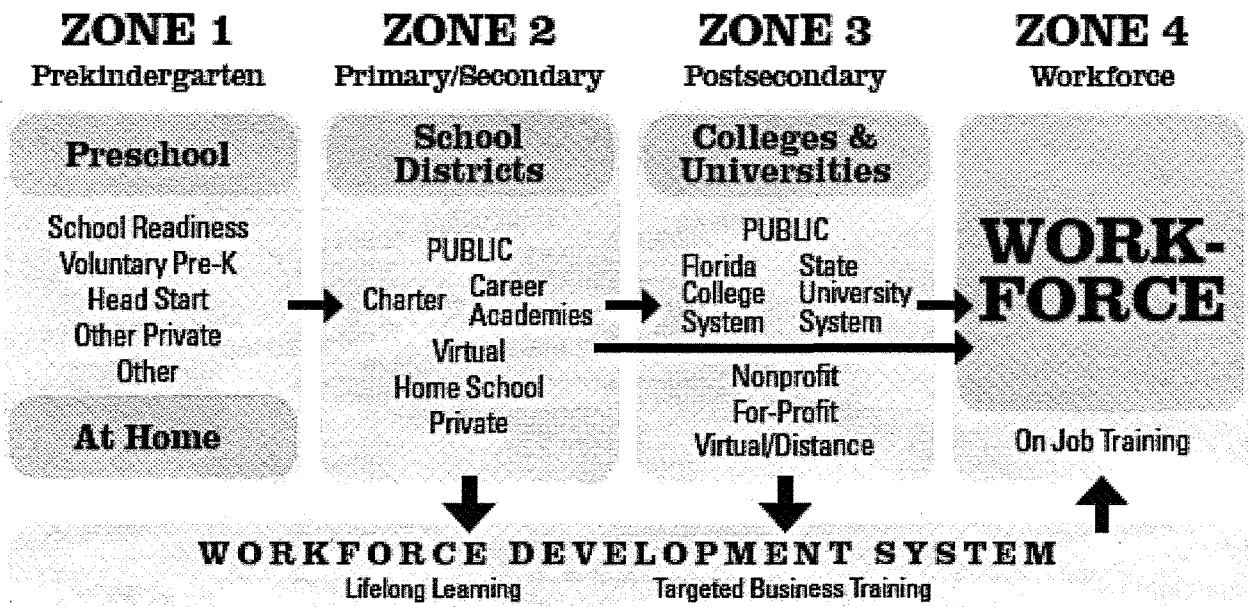 ZONE 1
Prekindergarten
Preschool
School Readiness
Voluntary Pre-K
Head Start
Other Private
Other
At Home
ZONE 2
Primary/Secondary
School
Districts
PUBLIC
Charter
Career
Academies
Virtual
Home School
Private
ZONE 3
Postsecondary
Colleges &
Universities
PUBLIC
Florida
College
System
State
University
System
Nonprofit
For-Profit
Virtual/Distance
ZONE 4
Workforce
WORK-
FORCE
On Job Training
WORKFORCE DEVELOPMENT SYSTEM
Lifelong Learning
Targeted Business Training